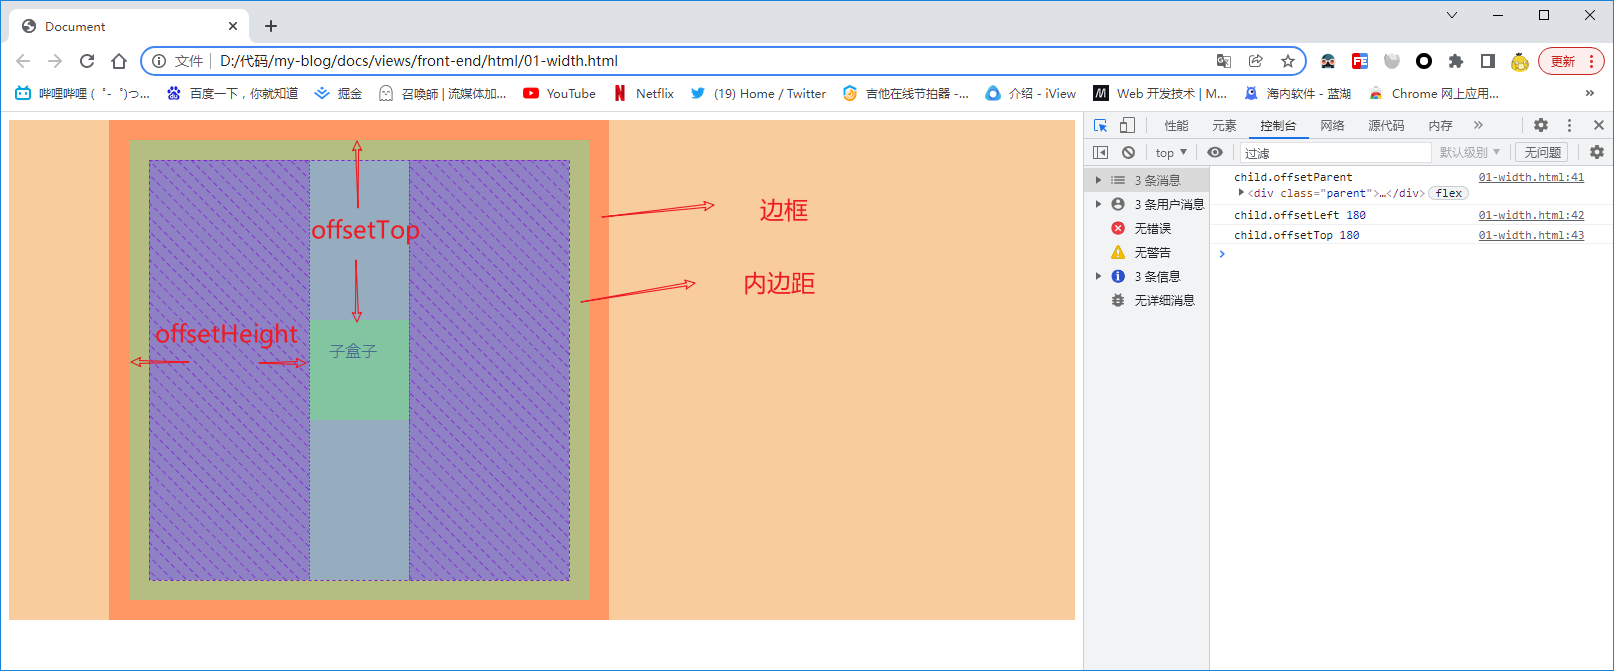 Document
文件
D:/代码/my-blog/docs/views/front-end/html/01-width.html
更新
哔哩哔哩 ( ゜- ゜)つ...
百度一下，你就知道
掘金
召唤師 | 流媒体加...
YouTube
Netflix
(19) Home / Twitter
吉他在线节拍器 -...
介绍 - iView
Web 开发技术 | M...
海内软件 - 蓝湖
Chrome 网上应用...
»
性能
元素
控制台
网络
源代码
内存
»
top
过滤
默认级别
无问题
3 条消息
3 条用户消息
无错误
无警告
3 条信息
无详细消息
child.offsetParent
01-width.html:41
<div class="parent">…</div>
flex
child.offsetLeft 180
01-width.html:42
child.offsetTop 180
01-width.html:43
offsetTop
边框
内边距
offsetHeight
子盒子